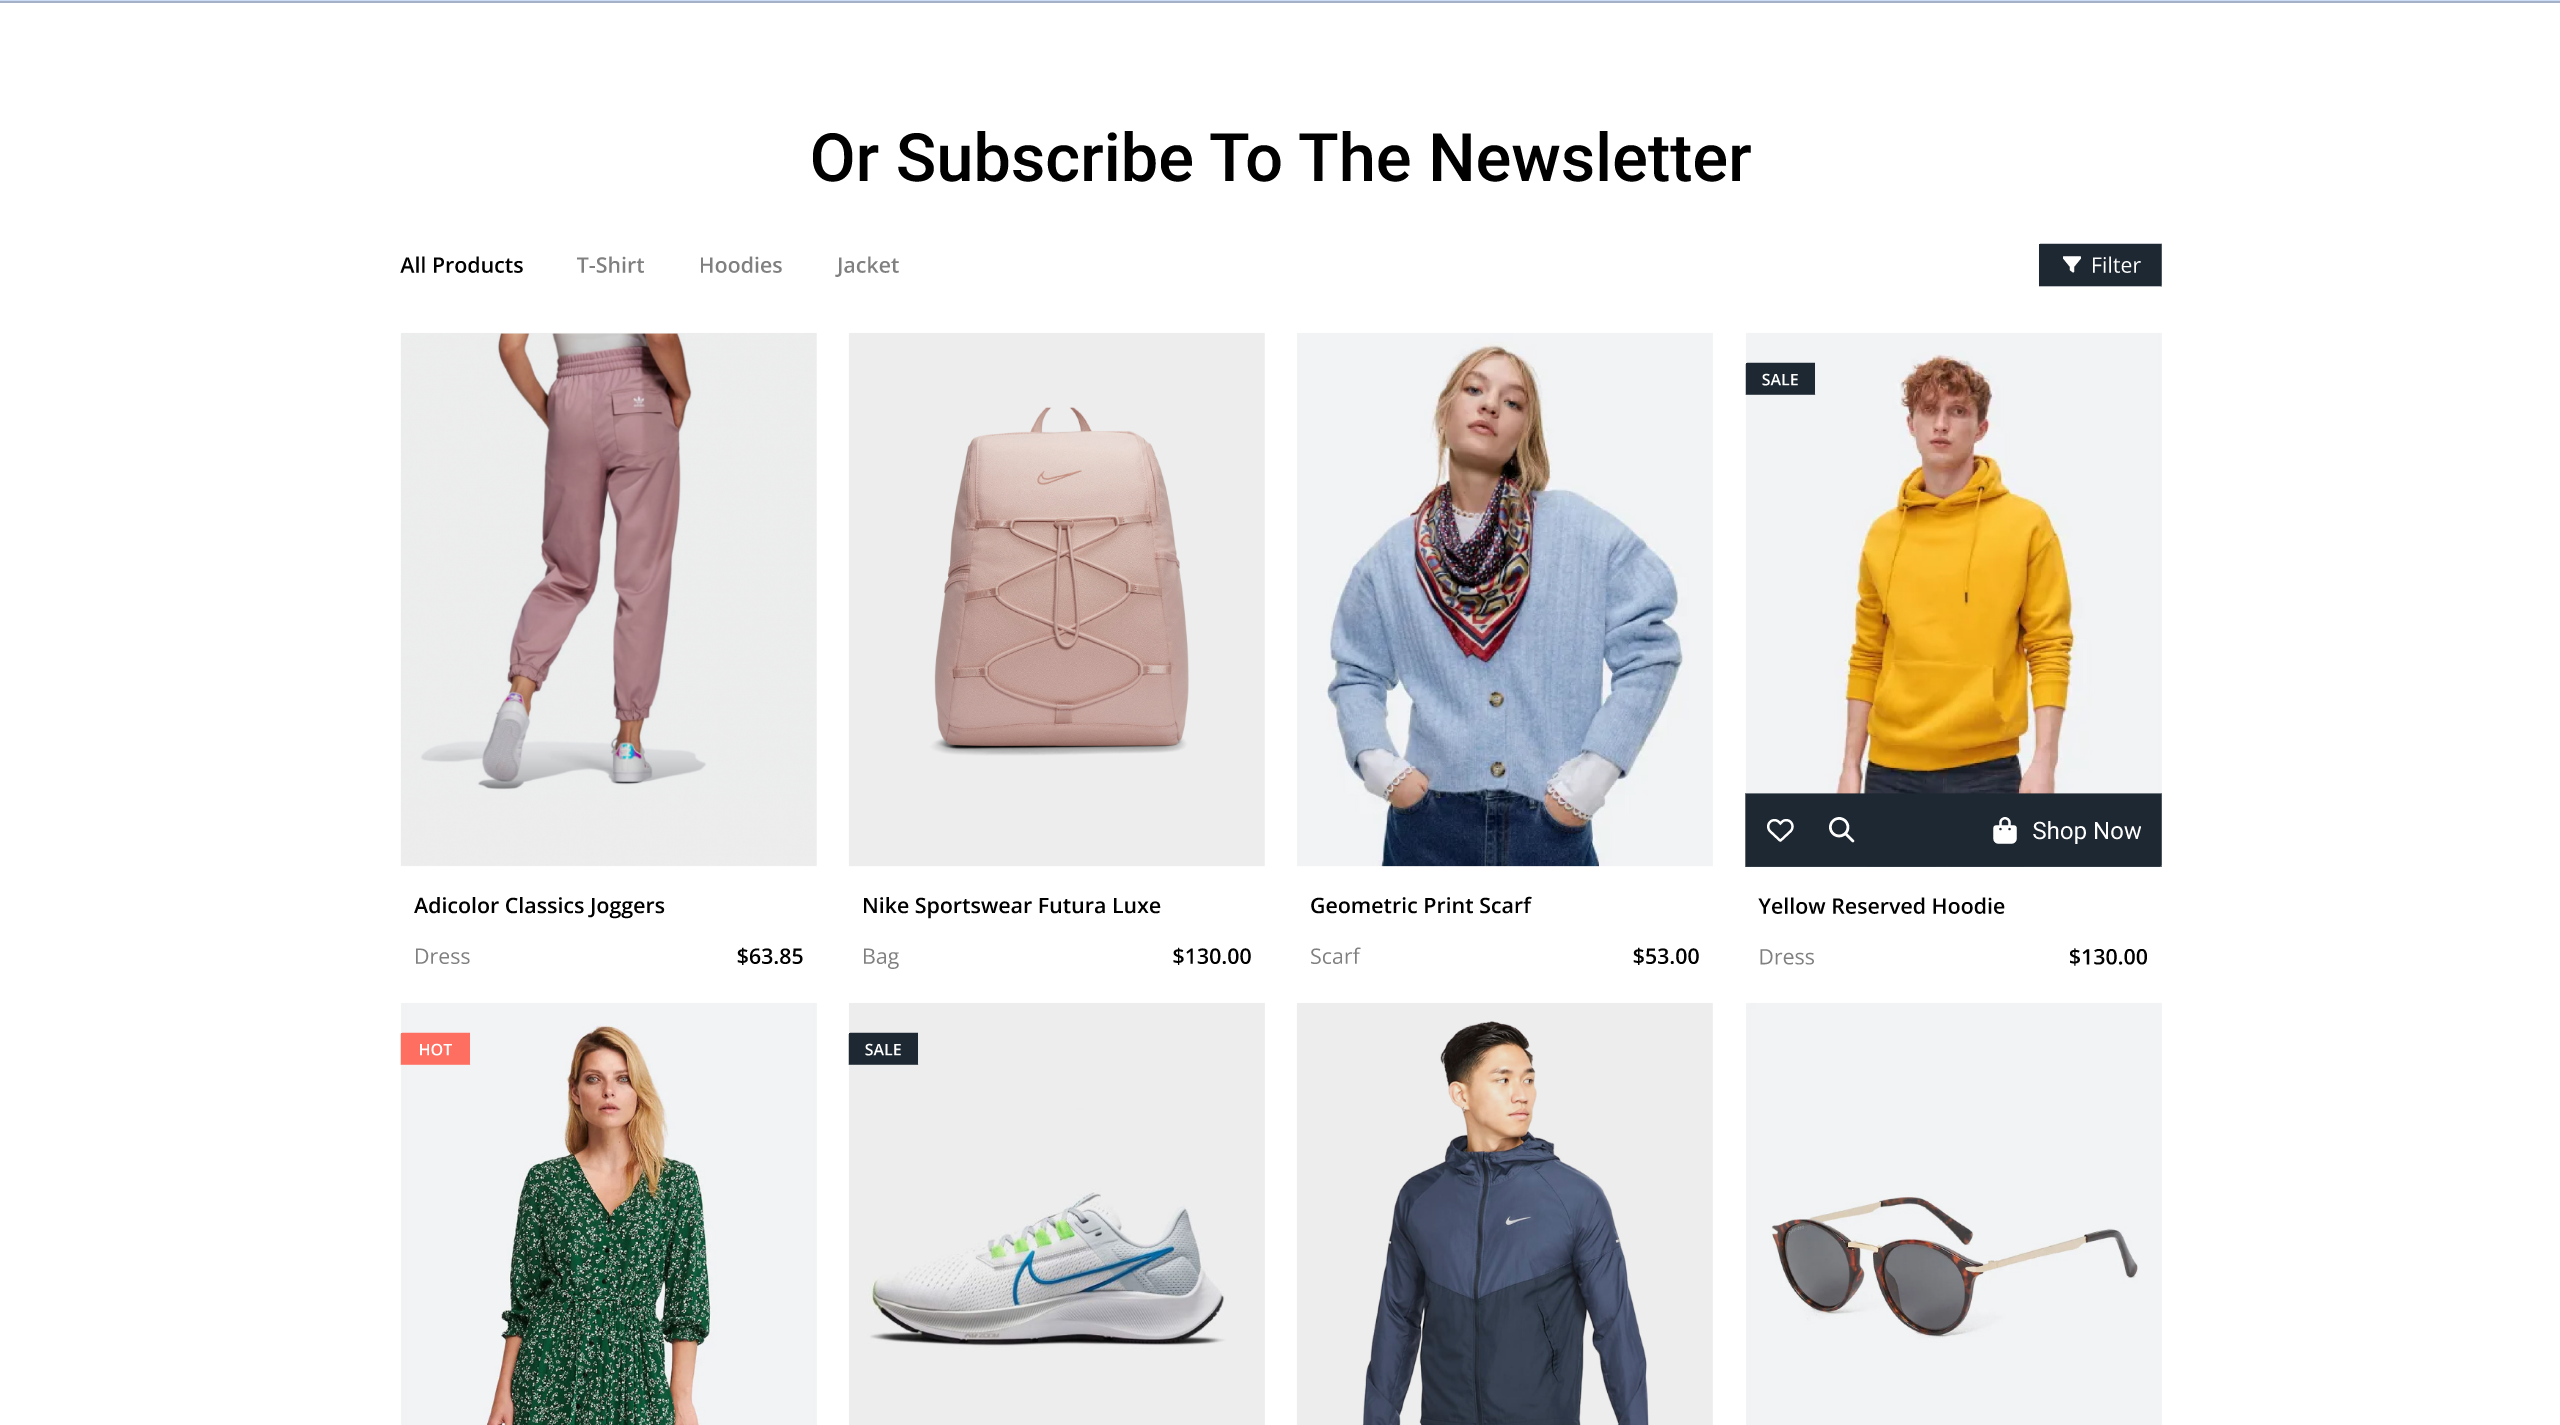 Or Subscribe To The Newsletter
All Products
T-Shirt
Hoodies
Jacket
Filter
SALE
Shop Now
Adicolor Classics Joggers
Dress
$63.85
Nike Sportswear Futura Luxe
Bag
$130.00
Geometric Print Scarf
Scarf
$53.00
Yellow Reserved Hoodie
Dress
$130.00
HOT
SALE